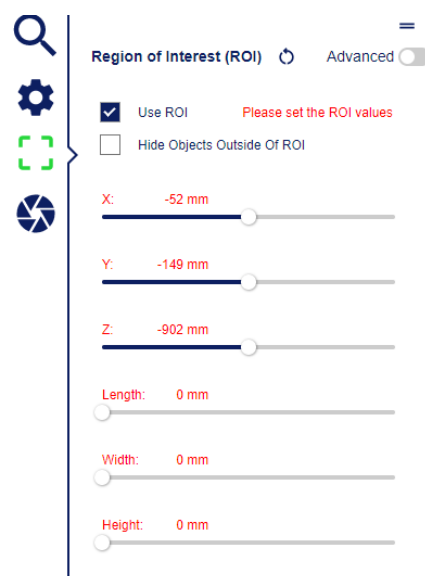 Region of Interest (ROI) Advanced
Use ROI Please set the ROI values
Hide Objects Outside Of ROI
X: -52 mm
Y: -149 mm
Z: -902 mm
Length: 0 mm
Width: 0 mm
Height: 0 mm